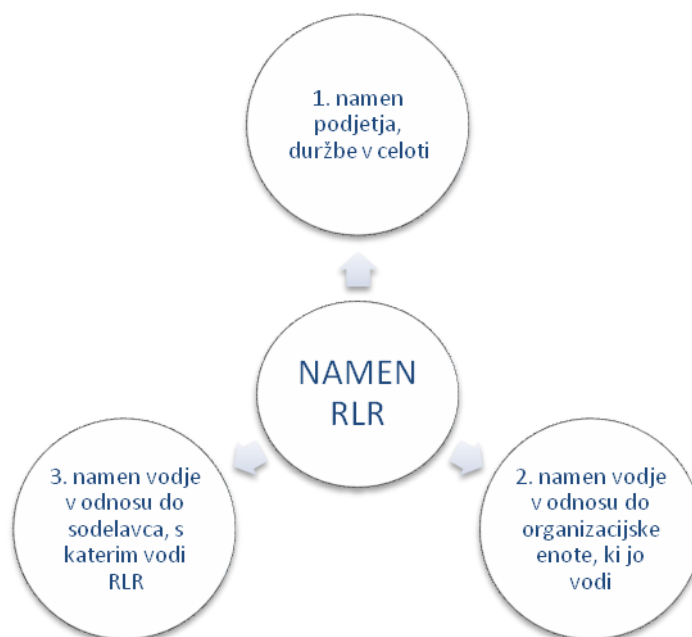 1. namen
podjetja,
duržbe v celoti
NAMEN
RLR
3. namen vodje
v odnosu do
sodelavca, s
katerim vodi
RLR
2. namen vodje
v odnosu do
organizacijske
enote, ki jo
vodi